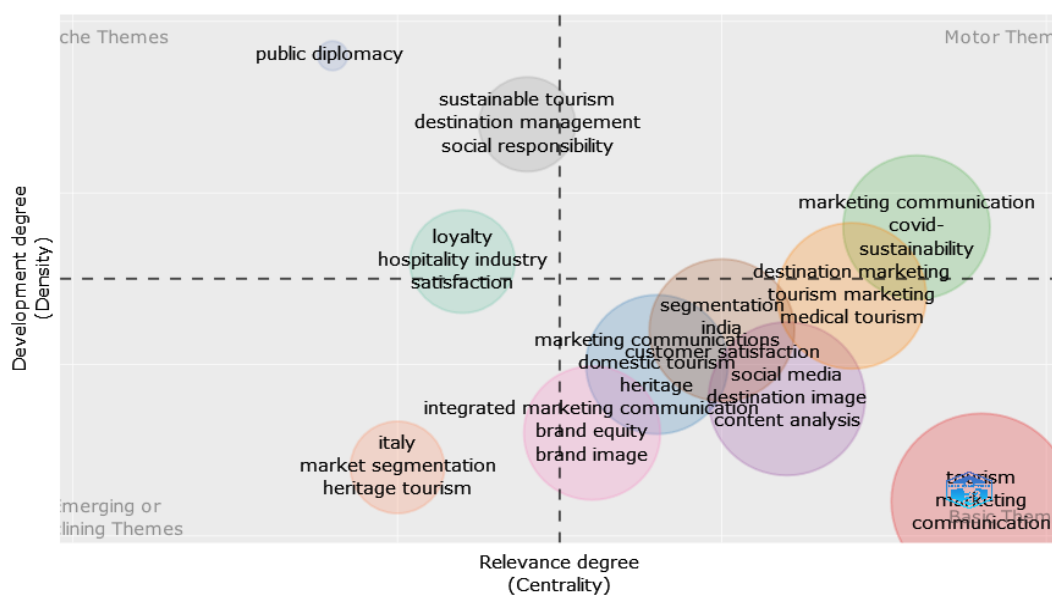 che Themes
Motor Them
public diplomacy
sustainable tourism
destination management
social responsibility
marketing communication
covid-
sustainability
loyalty
hospitality industry
satisfaction
destination marketing
tourism marketing
medical tourism
segmentation
india
customer satisfaction
marketing communications
domestic tourism
heritage
social media
destination image
content analysis
integrated marketing communication
brand equity
brand image
italy
market segmentation
heritage tourism
tourism
marketing
communication
Emerging or
lining Themes
Basic Them
Development degree
(Density)
Relevance degree
(Centrality)